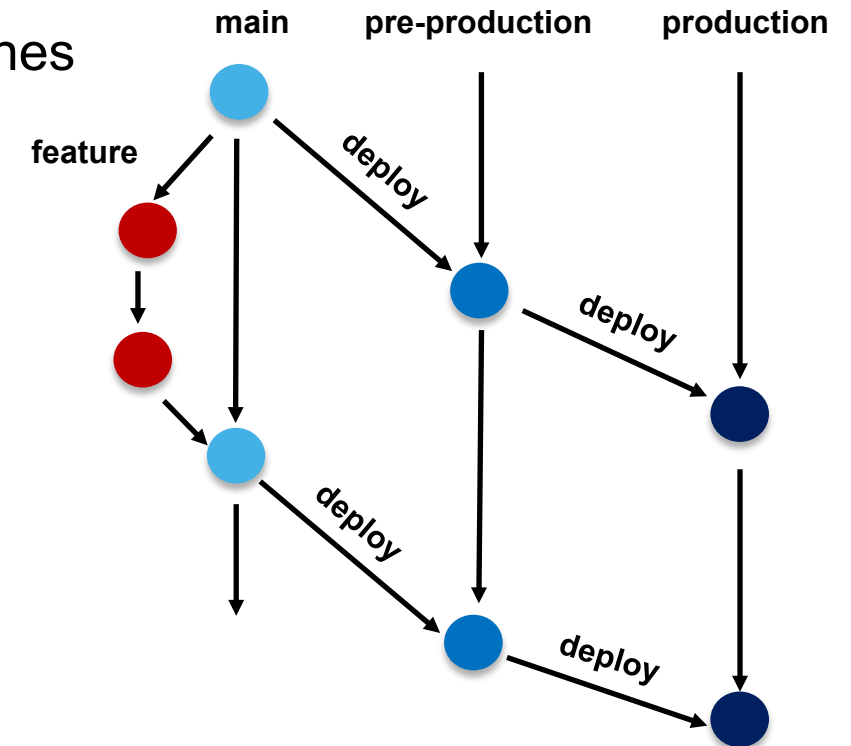 main pre-production production
nes
feature
deploy
deploy
deploy
deploy